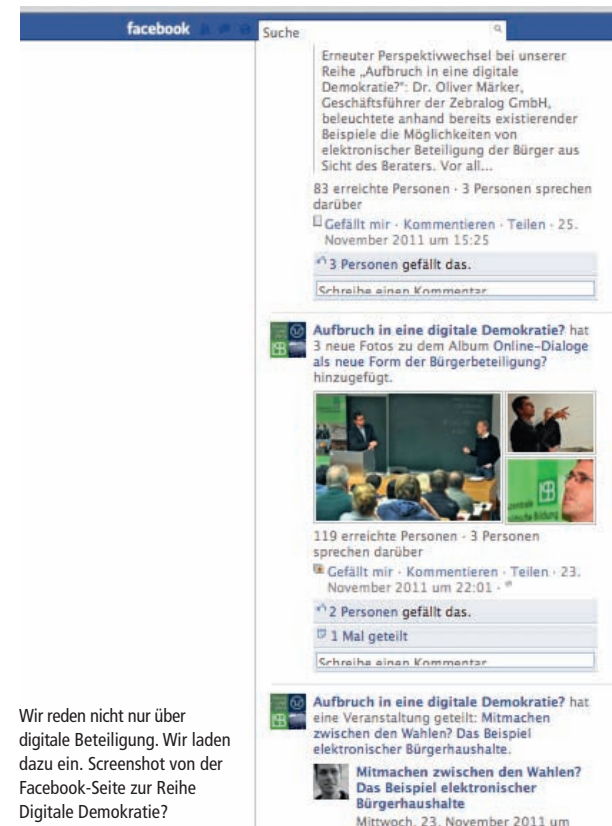 facebook
Suche
Erneuter Perspektivwechsel bei unserer
Reihe „Aufbruch in eine digitale
Demokratie?": Dr. Oliver Märker,
Geschäftsführer der Zebralog GmbH,
beleuchtete anhand bereits existierender
Beispiele die Möglichkeiten von
elektronischer Beteiligung der Bürger aus
Sicht des Beraters. Vor all...
83 erreichte Personen · 3 Personen sprechen
darüber
Gefällt mir · Kommentieren · Teilen · 25.
November 2011 um 15:25
3 Personen gefällt das.
Schreibe einen Kommentar
Aufbruch in eine digitale Demokratie? hat
3 neue Fotos zu dem Album Online-Dialoge
als neue Form der Bürgerbeteiligung?
hinzugefügt.
119 erreichte Personen · 3 Personen
sprechen darüber
Gefällt mir · Kommentieren · Teilen · 23.
November 2011 um 22:01 ·
2 Personen gefällt das.
1 Mal geteilt
Schreibe einen Kommentar
Aufbruch in eine digitale Demokratie? hat
eine Veranstaltung geteilt: Mitmachen
zwischen den Wahlen? Das Beispiel
elektronischer Bürgerhaushalte.
Mitmachen zwischen den Wahlen?
Das Beispiel elektronischer
Bürgerhaushalte
Mittwoch, 23. November 2011 um
Wir reden nicht nur über
digitale Beteiligung. Wir laden
dazu ein. Screenshot von der
Facebook-Seite zur Reihe
Digitale Demokratie?